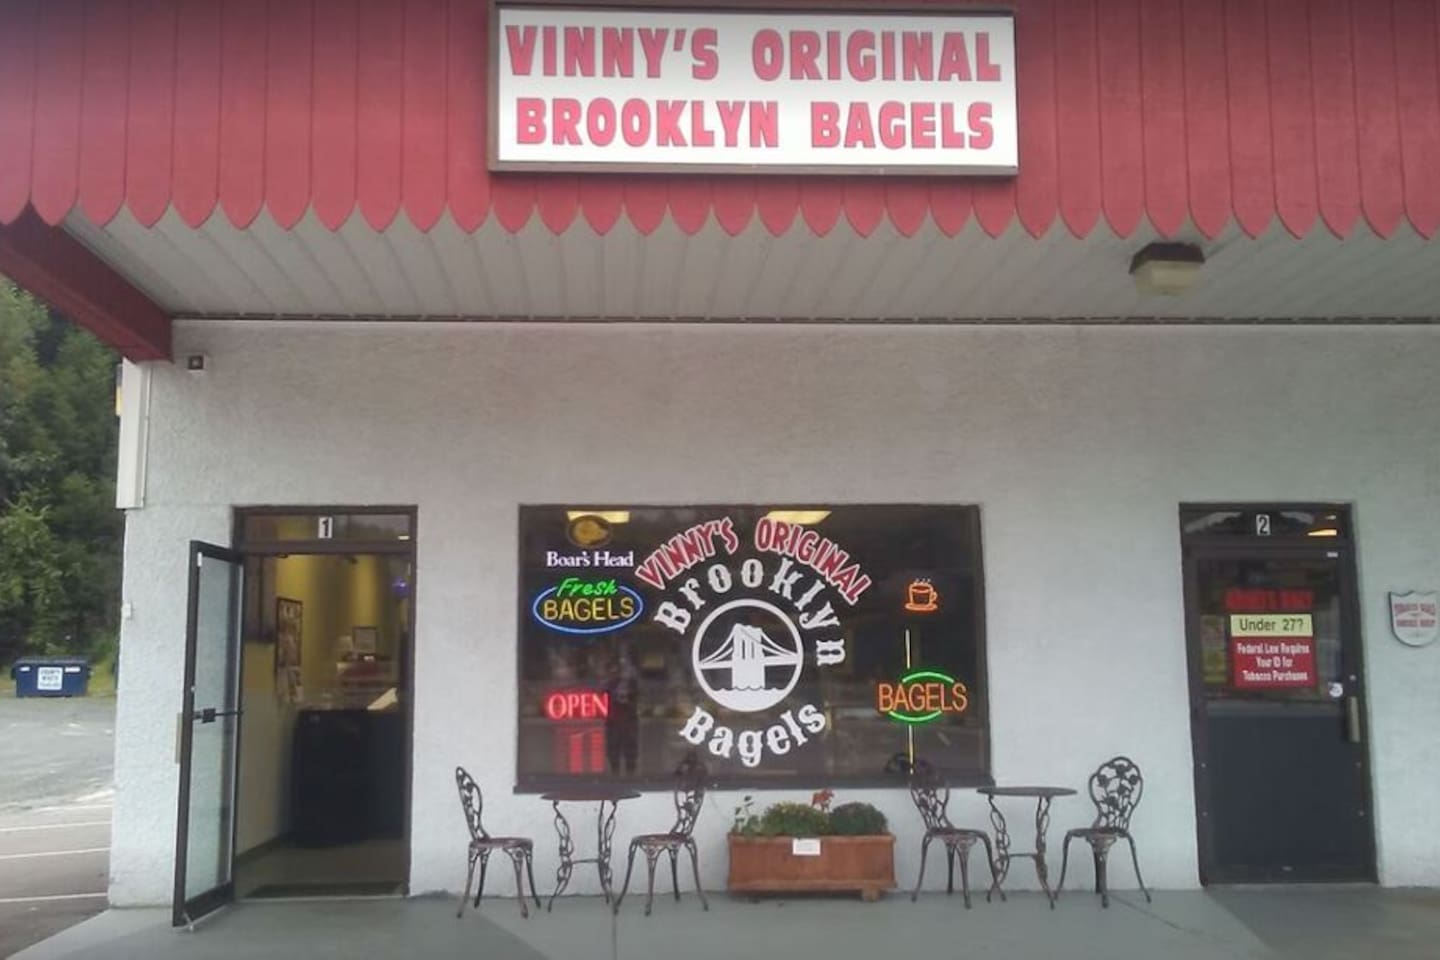 VINNY'S ORIGINAL
BROOKLYN BAGELS
1
Boar's Head
Fresh
BAGELS
OPEN
VINNY'S ORIGINAL
Brooklyn
Bagels
BAGELS
2
Under 27?
Federal Law Requires
Your ID for
Tobacco Purchases